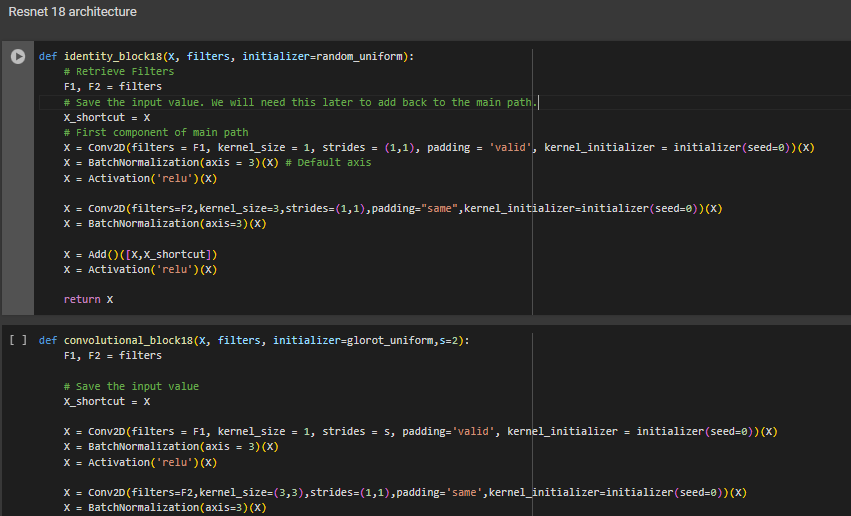 Resnet 18 architecture
def identity_block18(X, filters, initializer=random_uniform):
# Retrieve Filters
F1, F2 = filters
# Save the input value. We will need this later to add back to the main path.
X_shortcut = X
# First component of main path
X = Conv2D(filters = F1, kernel_size = 1, strides = (1,1), padding = 'valid', kernel_initializer = initializer(seed=0))(X)
X = BatchNormalization(axis = 3)(X) # Default axis
X = Activation('relu')(X)
X = Conv2D(filters=F2,kernel_size=3,strides=(1,1),padding="same",kernel_initializer=initializer(seed=0))(X)
X = BatchNormalization(axis=3)(X)
X = Add()([X,X_shortcut])
X = Activation('relu')(X)
return X
[ ] def convolutional_block18(X, filters, initializer=glorot_uniform,s=2):
F1, F2 = filters
# Save the input value
X_shortcut = X
X = Conv2D(filters = F1, kernel_size = 1, strides = s, padding='valid', kernel_initializer = initializer(seed=0))(X)
X = BatchNormalization(axis = 3)(X)
X = Activation('relu')(X)
X = Conv2D(filters=F2,kernel_size=(3,3),strides=(1,1),padding='same',kernel_initializer=initializer(seed=0))(X)
X = BatchNormalization(axis=3)(X)